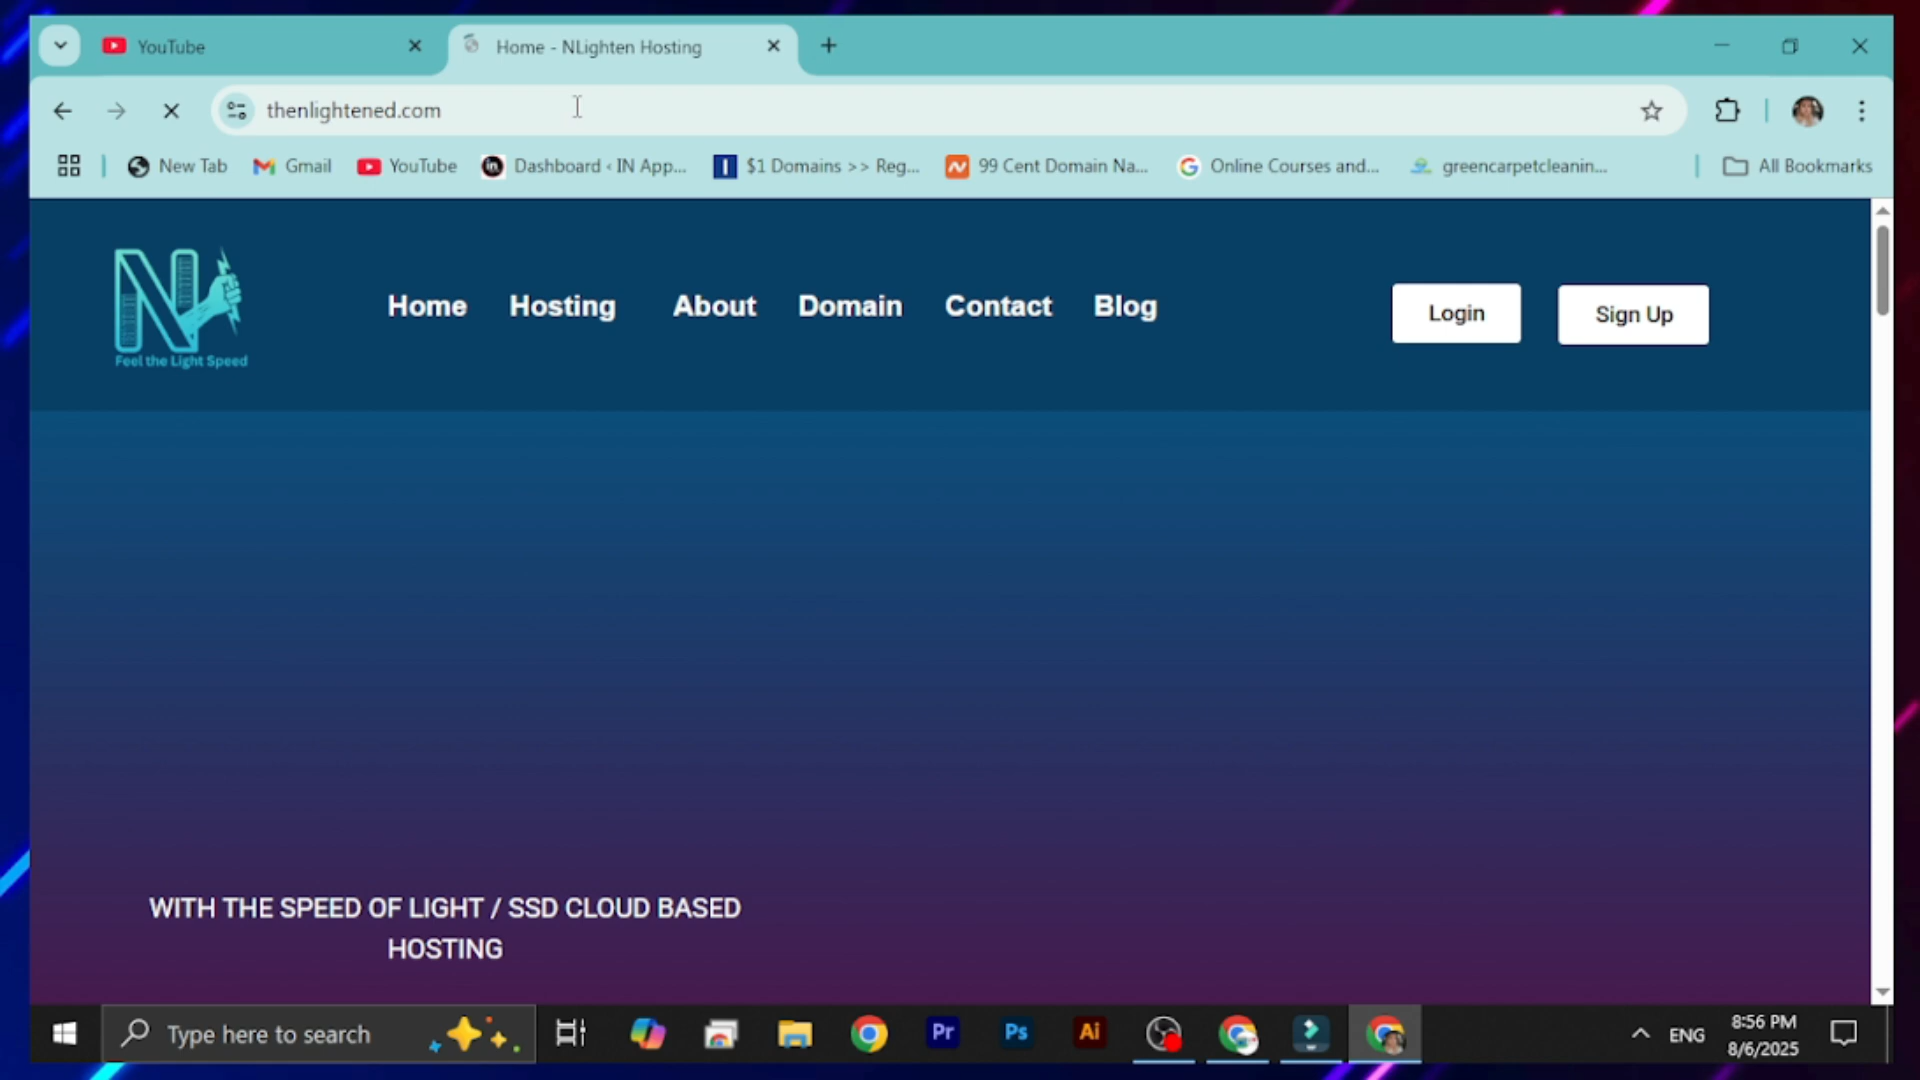 YouTube
Home - NLighten Hosting
thenlightened.com
New Tab
Gmail
YouTube
Dashboard ‹ IN App...
$1 Domains >> Reg...
99 Cent Domain Na...
Online Courses and...
greencarpetcleanin...
All Bookmarks
N
Feel the Light Speed
Home
Hosting
About
Domain
Contact
Blog
Login
Sign Up
WITH THE SPEED OF LIGHT / SSD CLOUD BASED
HOSTING
Type here to search
Pr
Ps
Ai
ENG
8:56 PM
8/6/2025